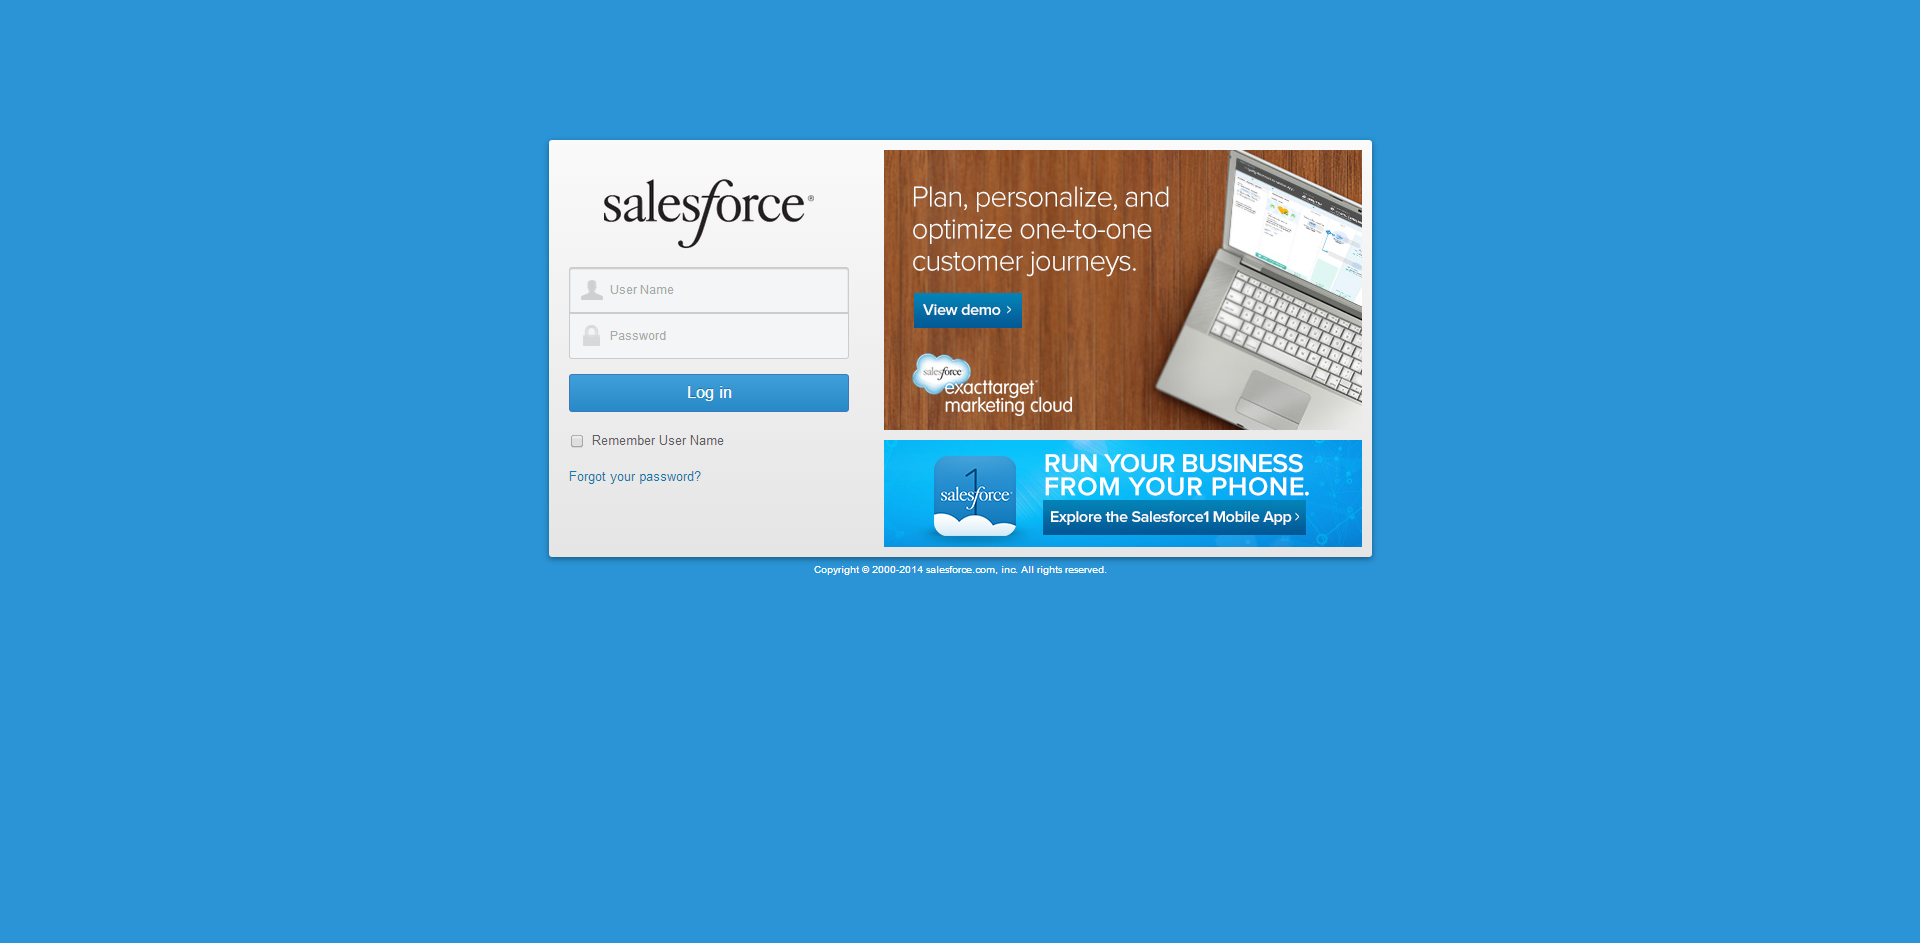 salesforce®
User Name
Password
Log in
Remember User Name
Forgot your password?
Plan, personalize, and
optimize one-to-one
customer journeys.
View demo ›
salesforce
exacttarget
marketing cloud
1
salesforce
RUN YOUR BUSINESS
FROM YOUR PHONE.
Explore the Salesforce1 Mobile App ›
Copyright © 2000-2014 salesforce.com, inc. All rights reserved.